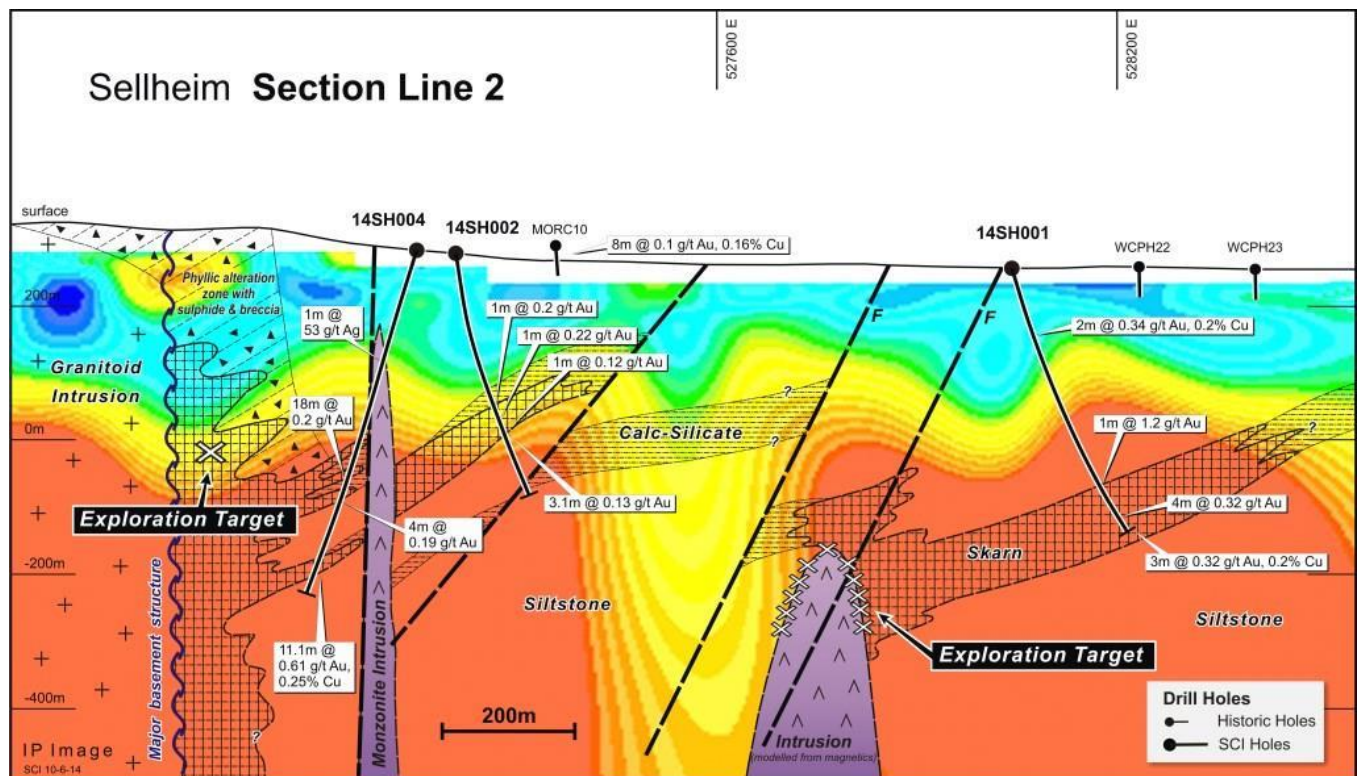 527600 E
528200 E
Sellheim Section Line 2
surface
14SH004
14SH002
MORC10
8m @ 0.1 g/t Au, 0.16% Cu
14SH001
WCPH22
WCPH23
200m
Phyllic alteration
zone with
sulphide & breccia
1m @
53 g/t Ag
1m @ 0.2 g/t Au
1m @ 0.22 g/t Au
1m @ 0.12 g/t Au
F
F
2m @ 0.34 g/t Au, 0.2% Cu
Granitoid
Intrusion
18m @
0.2 g/t Au
?
Calc-Silicate
?
?
?
0m
1m @ 1.2 g/t Au
Exploration Target
3.1m @ 0.13 g/t Au
4m @
0.19 g/t Au
4m @ 0.32 g/t Au
Skarn
3m @ 0.32 g/t Au, 0.2% Cu
-200m
Siltstone
Siltstone
Exploration Target
11.1m @
0.61 g/t Au,
0.25% Cu
Major basement structure
Monzonite Intrusion
-400m
200m
?
Intrusion
(modelled from magnetics)
Drill Holes
Historic Holes
SCI Holes
IP Image
SCI 10-6-14